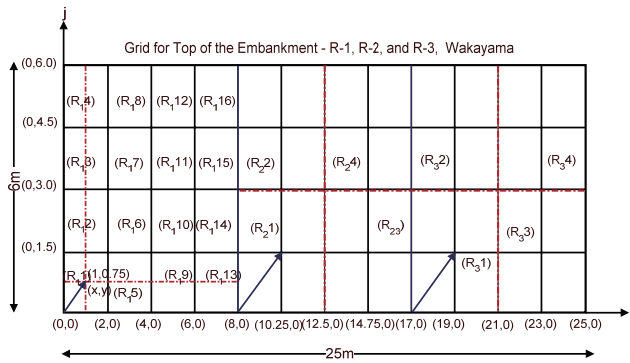 j
Grid for Top of the Embankment - R-1, R-2, and R-3, Wakayama
(0,6.0)
(R₁4) (R₁8) (R₁12) (R₁16)
(0,4.5)
(R₁3) (R₁7) (R₁11) (R₁15) (R₂2) (R₂4) (R₃2) (R₃4)
6m
(0,3.0)
(R₁2) (R₁6) (R₁10) (R₁14) (R₂1) (R₂₃) (R₃3)
(0,1.5)
(R₁1) (1,0.75) (R₁9) (R₁13) (R₃1)
(x,y) (R₁5)
(0,0) (2,0) (4,0) (6,0) (8,0) (10.25,0) (12.5,0) (14.75,0) (17,0) (19,0) (21,0) (23,0) (25,0)
25m